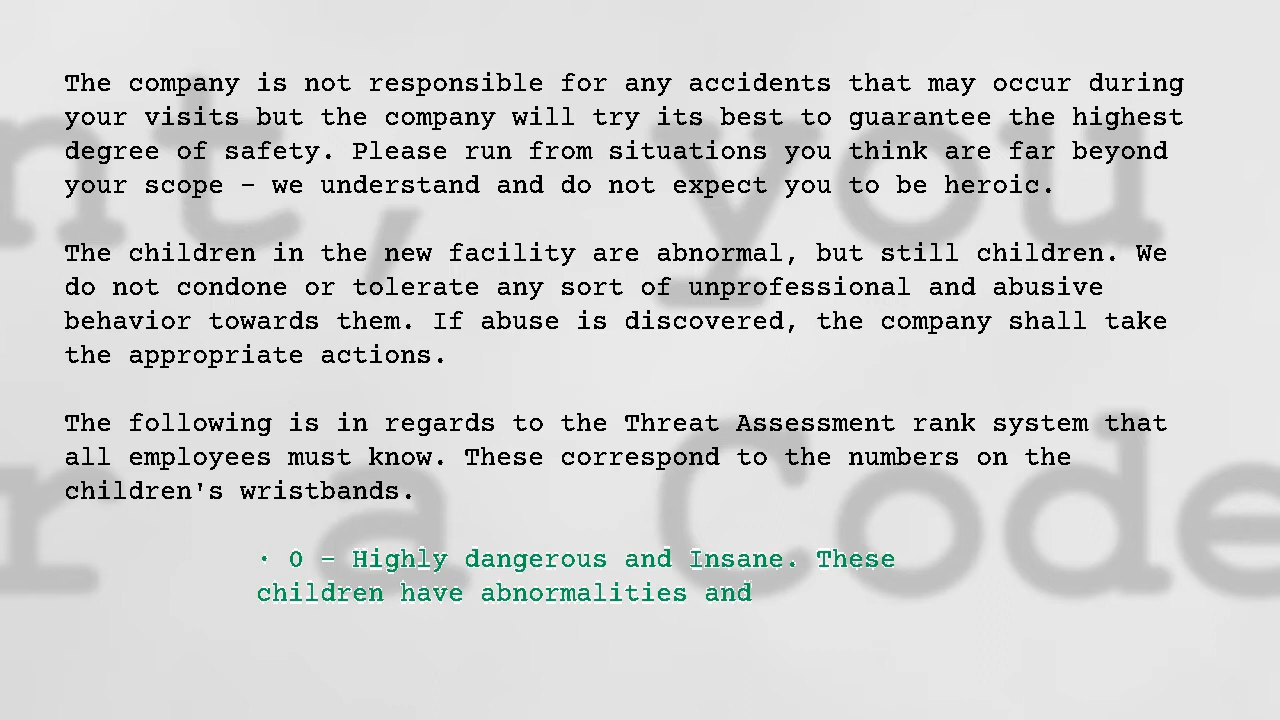 The company is not responsible for any accidents that may occur during
your visits but the company will try its best to guarantee the highest
degree of safety. Please run from situations you think are far beyond
your scope - we understand and do not expect you to be heroic.
The children in the new facility are abnormal, but still children. We
do not condone or tolerate any sort of unprofessional and abusive
behavior towards them. If abuse is discovered, the company shall take
the appropriate actions.
The following is in regards to the Threat Assessment rank system that
all employees must know. These correspond to the numbers on the
children's wristbands.
· 0 - Highly dangerous and Insane. These
children have abnormalities and
nt, you
r a Code